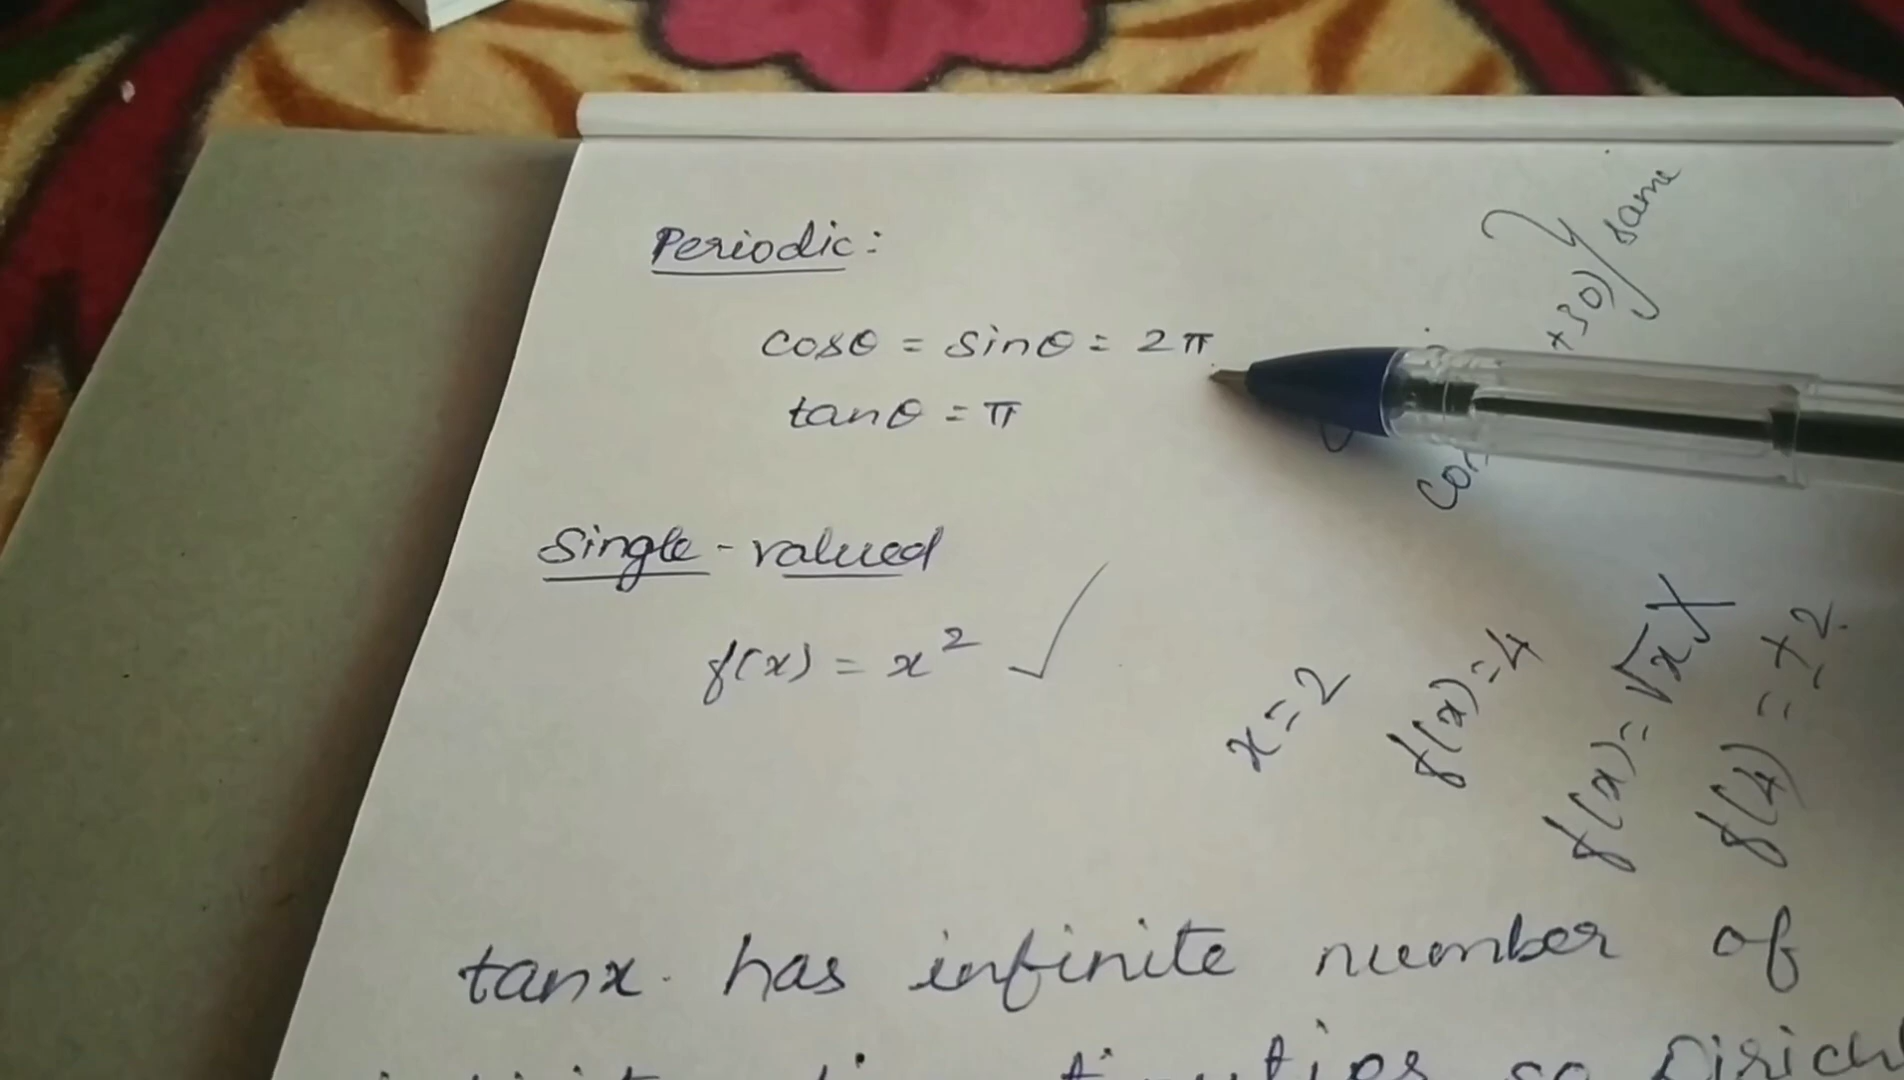 Periodic:
cosθ = sinθ = 2π
tanθ = π
+30)
same
Single-valued
f(x) = x² ✓
x=2
f(x)=4
f(x)=√x X
f(4) = ±2
tanx has infinite number of
so